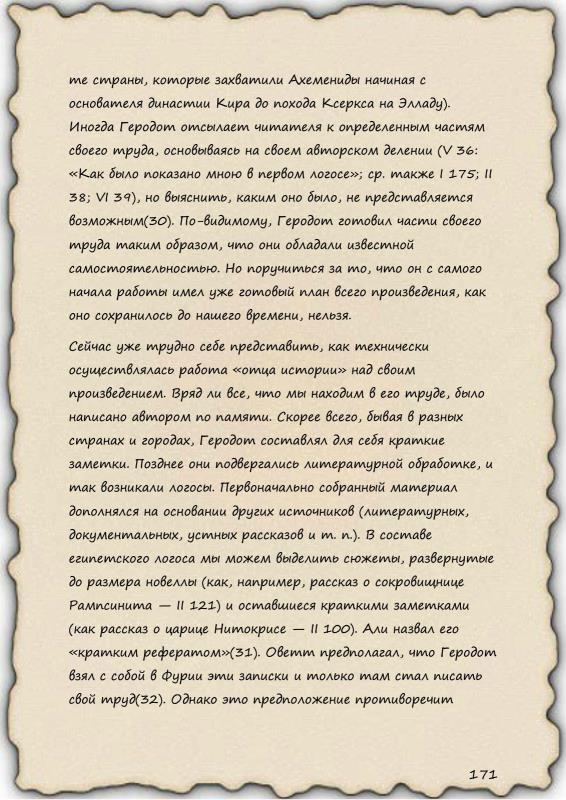 те страны, которые захватили Ахемениды начиная с
основателя династии Кира до похода Ксеркса на Элладу).
Иногда Геродот отсылает читателя к определенным частям
своего труда, основываясь на своем авторском делении (V 36:
«Как было показано мною в первом логосе»; ср. также I 175; II
38; VI 39), но выяснить, каким оно было, не представляется
возможным(30). По-видимому, Геродот готовил части своего
труда таким образом, что они обладали известной
самостоятельностью. Но поручиться за то, что он с самого
начала работы имел уже готовый план всего произведения, как
оно сохранилось до нашего времени, нельзя.
Сейчас уже трудно себе представить, как технически
осуществлялась работа «отца истории» над своим
произведением. Вряд ли все, что мы находим в его труде, было
написано автором по памяти. Скорее всего, бывая в разных
странах и городах, Геродот составлял для себя краткие
заметки. Позднее они подвергались литературной обработке, и
так возникали логосы. Первоначально собранный материал
дополнялся на основании других источников (литературных,
документальных, устных рассказов и т. п.). В составе
египетского логоса мы можем выделить сюжеты, развернутые
до размера новеллы (как, например, рассказ о сокровищнице
Рампсинита — II 121) и оставшиеся краткими заметками
(как рассказ о царице Нитокрисе — II 100). Али назвал его
«кратким рефератом»(31). Оветт предполагал, что Геродот
взял с собой в Фурии эти записки и только там стал писать
свой труд(32). Однако это предположение противоречит
171